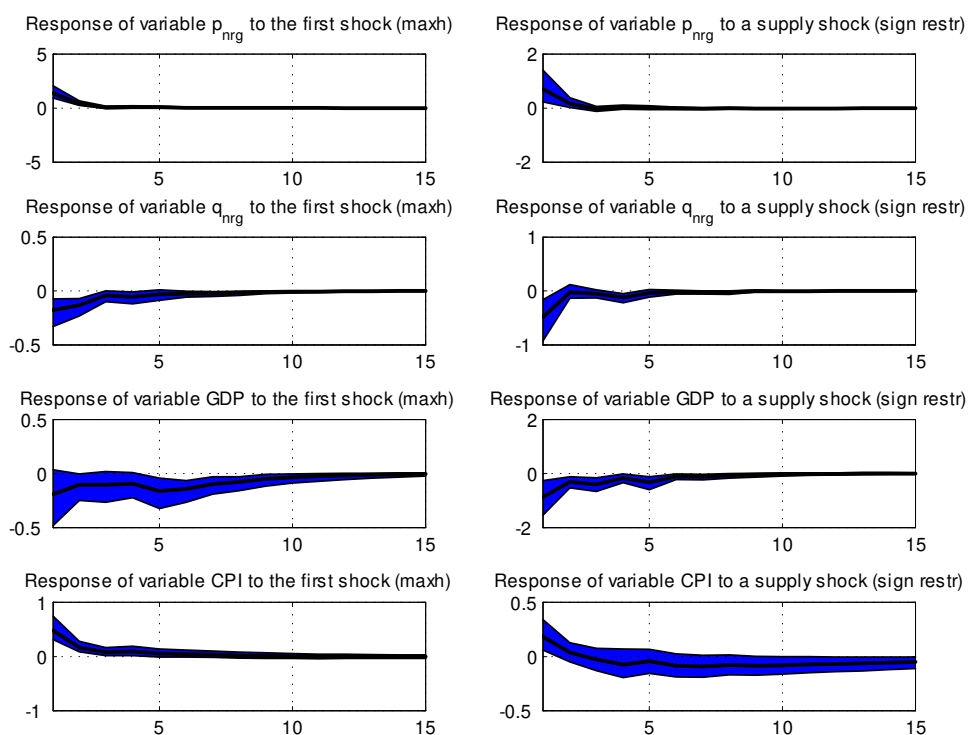 Response of variable p_nrg to the first shock (maxh)
5
0
-5
5 10 15
Response of variable p_nrg to a supply shock (sign restr)
2
0
-2
5 10 15
Response of variable q_nrg to the first shock (maxh)
0.5
0
-0.5
5 10 15
Response of variable q_nrg to a supply shock (sign restr)
1
0
-1
5 10 15
Response of variable GDP to the first shock (maxh)
0.5
0
-0.5
5 10 15
Response of variable GDP to a supply shock (sign restr)
2
0
-2
5 10 15
Response of variable CPI to the first shock (maxh)
1
0
-1
5 10 15
Response of variable CPI to a supply shock (sign restr)
0.5
0
-0.5
5 10 15